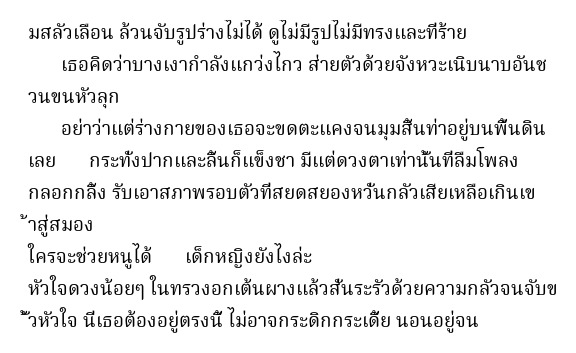 มสลัวเลือน ล้วนจับรูปร่างไม่ได้ ดูไม่มีรูปไม่มีทรงและทีร้าย
เธอคิดว่าบางเงากำลังแกว่งไกว ส่ายตัวด้วยจังหวะเนิบนาบอันช
วนขนหัวลุก
อย่าว่าแต่ร่างกายของเธอจะขดตะแคงจนมุมสิ้นท่าอยู่บนพื้นดิน
เลย กระทั่งปากและลิ้นก็แข็งชา มีแต่ดวงตาเท่านั้นที่ลืมโพลง
กลอกกลิ้ง รับเอาสภาพรอบตัวที่สยดสยองหวั่นกลัวเสียเหลือเกินเข
้าสู่สมอง
ใครจะช่วยหนูได้ เด็กหญิงยังไงล่ะ
หัวใจดวงน้อยๆ ในทรวงอกเต้นผางแล้วสั่นระรัวด้วยความกลัวจนจับข
ั้วหัวใจ นี่เธอต้องอยู่ตรงนี้ ไม่อาจกระดิกกระเดี้ย นอนอยู่จน